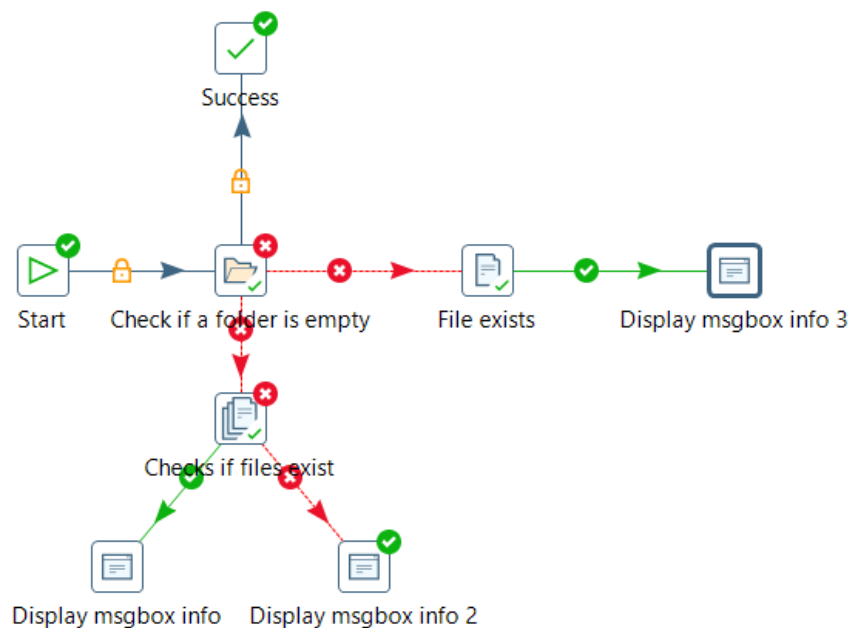 Success
Start
Check if a folder is empty
File exists
Display msgbox info 3
Checks if files exist
Display msgbox info
Display msgbox info 2